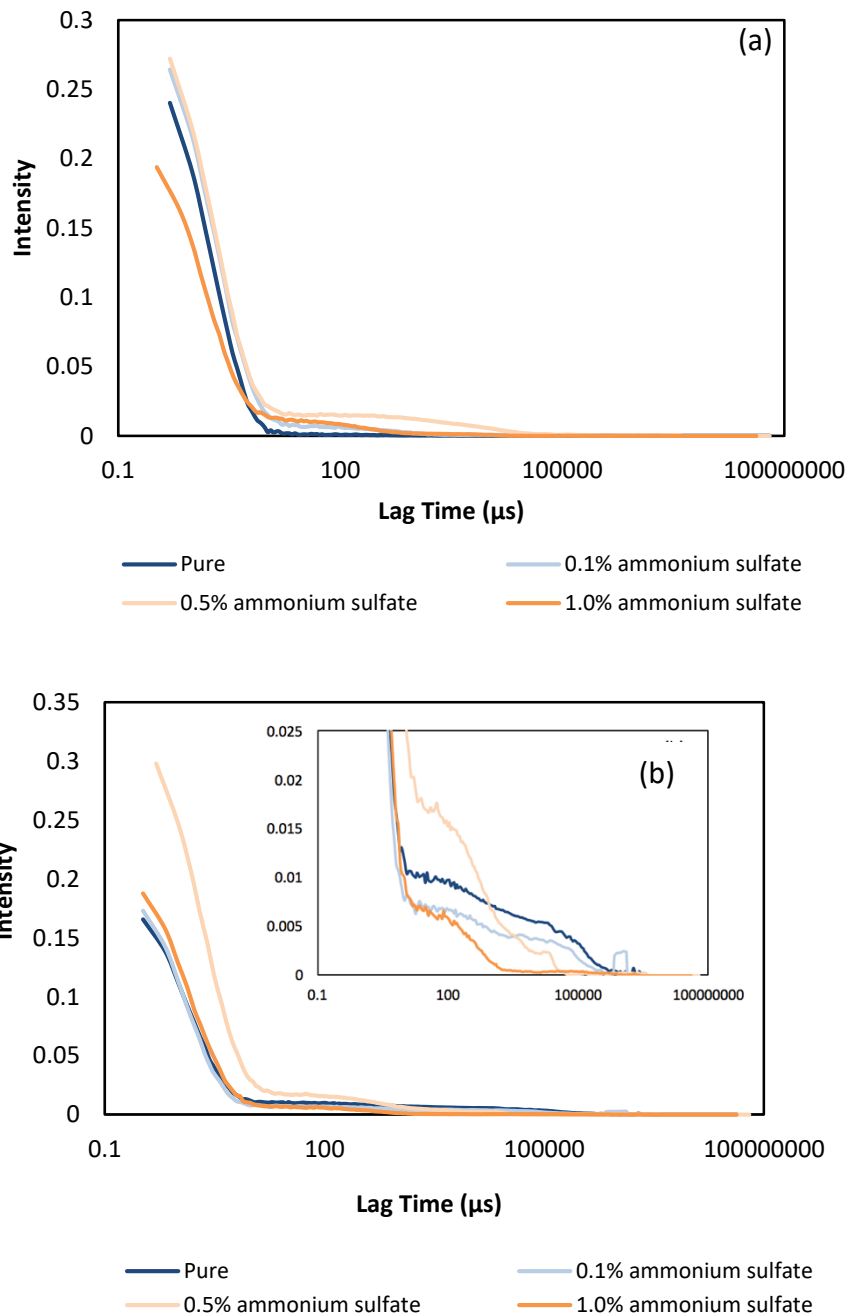 (a)
0.3
0.25
0.2
0.15
0.1
0.05
0
Intensity
0.1 100 100000 100000000
Lag Time (μs)
Pure 0.1% ammonium sulfate
0.5% ammonium sulfate 1.0% ammonium sulfate
0.35
0.3
0.25
0.2
0.15
0.1
0.05
0
Intensity
(b)
0.025
0.02
0.015
0.01
0.005
0
0.1 100 100000 100000000
0.1 100 100000 100000000
Lag Time (μs)
Pure 0.1% ammonium sulfate
0.5% ammonium sulfate 1.0% ammonium sulfate